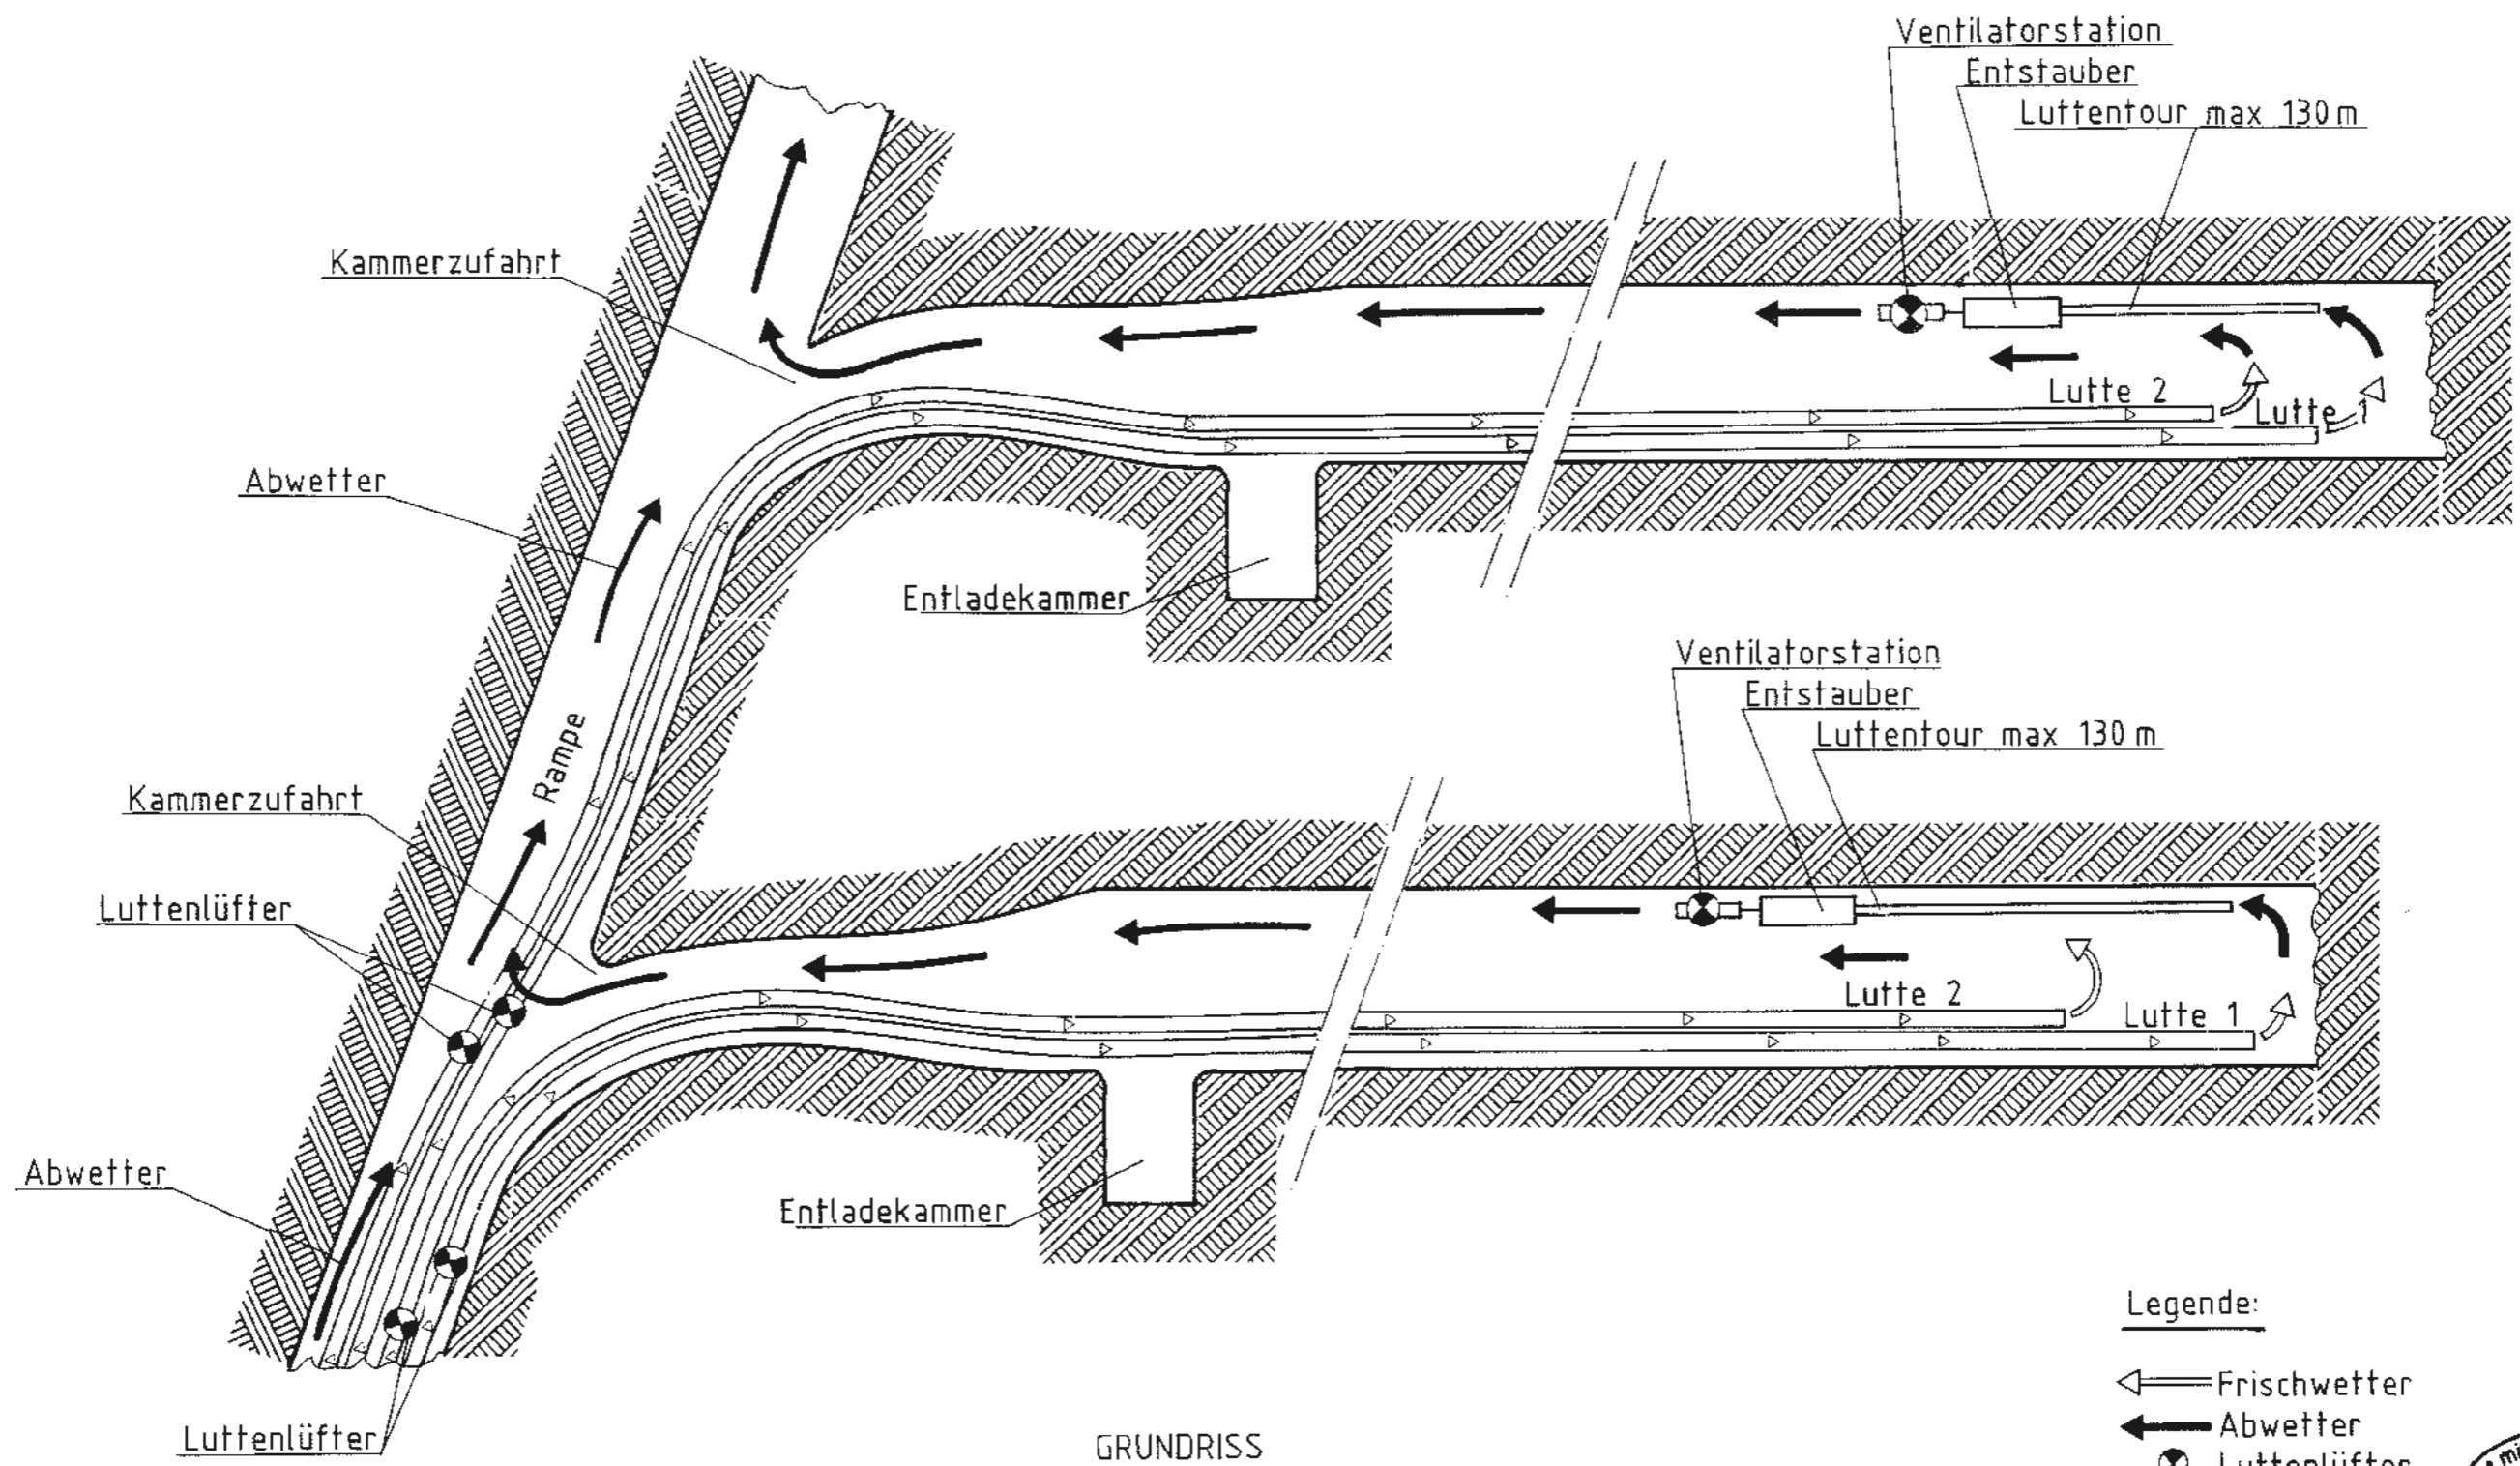 Ventilatorstation
Entstauber
Luttentour max 130 m
Kammerzufahrt
Lutte 2
Lutte 1
Abwetter
Entladekammer
Ventilatorstation
Entstauber
Luttentour max 130 m
Rampe
Kammerzufahrt
Luttenlüfter
Lutte 2
Lutte 1
Abwetter
Entladekammer
Legende:
Frischwetter
Abwetter
Luttenlüfter
Luttenlüfter
GRUNDRISS